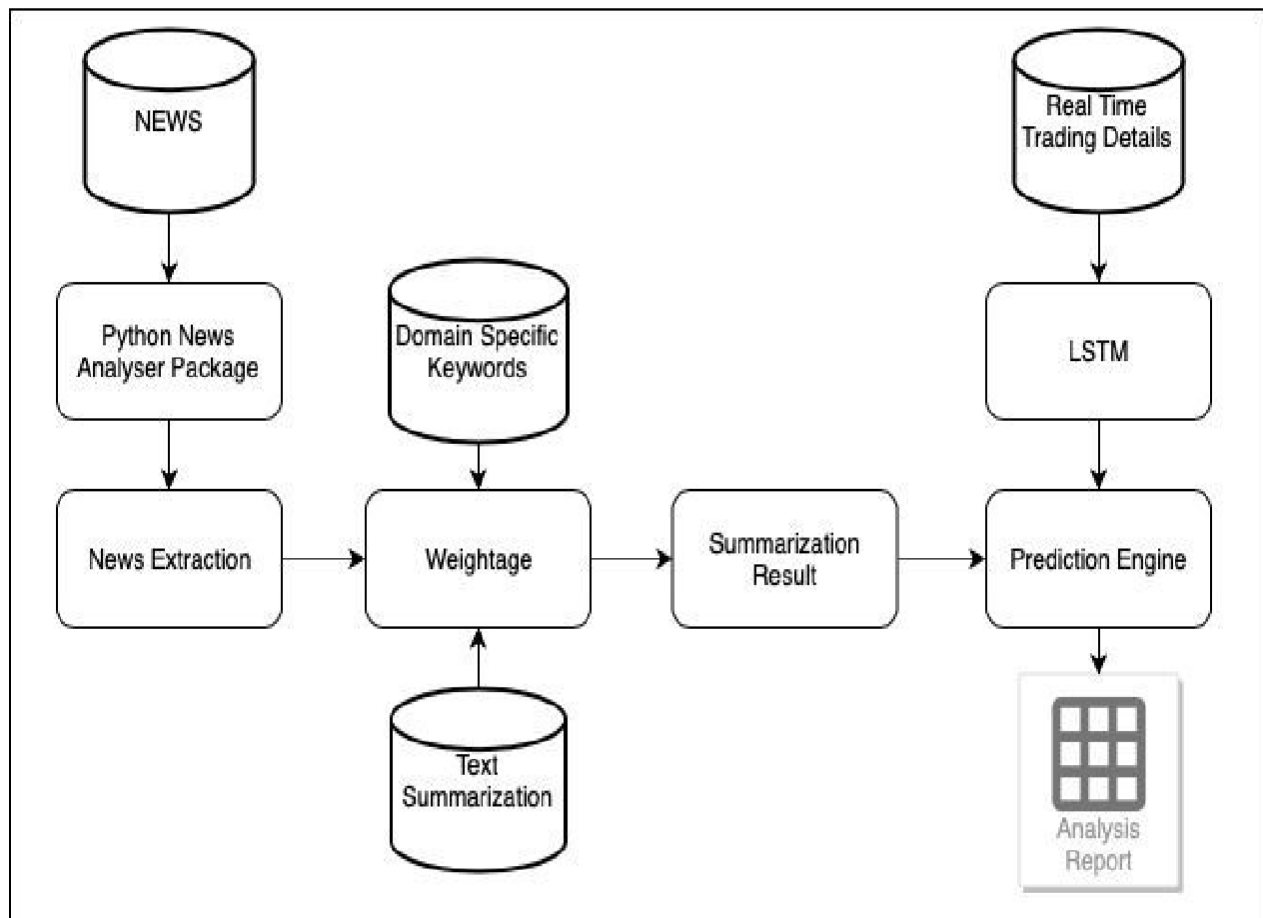 NEWS
Real Time
Trading Details
Python News
Analyser Package
Domain Specific
Keywords
LSTM
News Extraction
Weightage
Summarization
Result
Prediction Engine
Text
Summarization
Analysis
Report